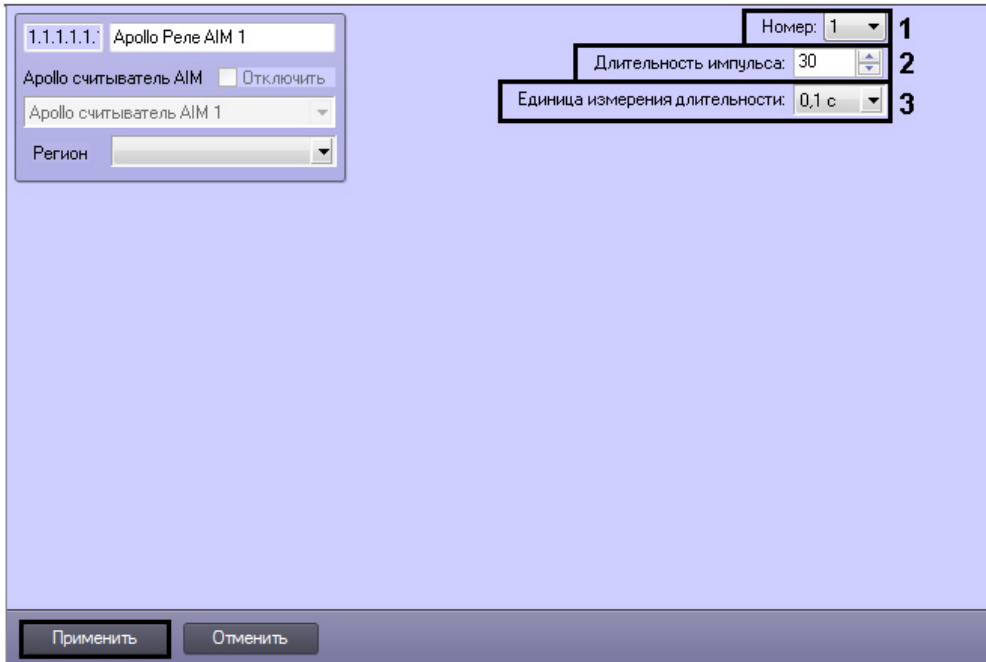 1.1.1.1.1. Apollo Реле AIM 1
Apollo считыватель AIM Отключить
Apollo считыватель AIM 1
Регион
Номер: 1 1
Длительность импульса: 30 2
Единица измерения длительности: 0,1 с 3
Применить Отменить